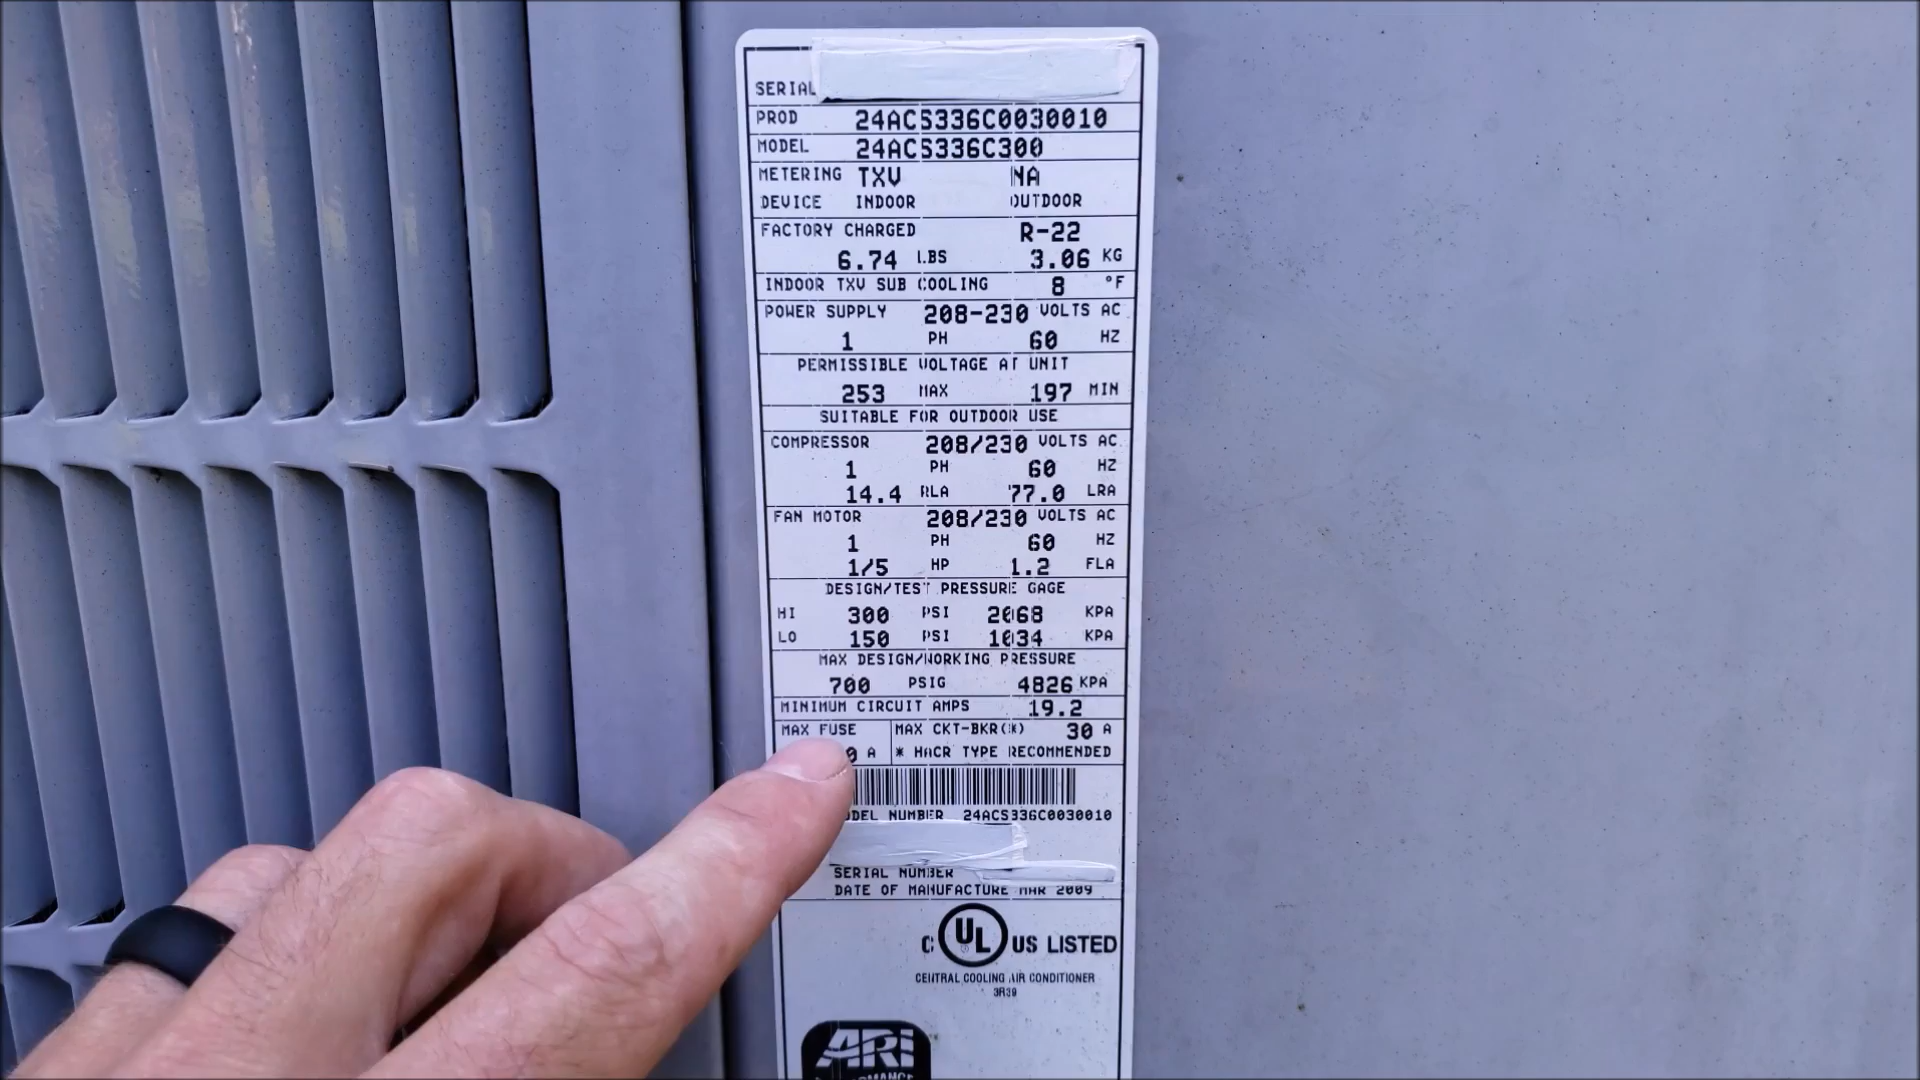 SERIAL
PROD 24ACS336C0030010
MODEL 24ACS336C300
METERING TXV NA
DEVICE INDOOR OUTDOOR
FACTORY CHARGED R-22
6.74 LBS 3.06 KG
INDOOR TXV SUB COOLING 8 °F
POWER SUPPLY 208-230 VOLTS AC
1 PH 60 HZ
PERMISSIBLE VOLTAGE AT UNIT
253 MAX 197 MIN
SUITABLE FOR OUTDOOR USE
COMPRESSOR 208/230 VOLTS AC
1 PH 60 HZ
14.4 RLA 77.0 LRA
FAN MOTOR 208/230 VOLTS AC
1 PH 60 HZ
1/5 HP 1.2 FLA
DESIGN/TEST PRESSURE GAGE
HI 300 PSI 2068 KPA
LO 150 PSI 1034 KPA
MAX DESIGN/WORKING PRESSURE
700 PSIG 4826 KPA
MINIMUM CIRCUIT AMPS 19.2
MAX FUSE MAX CKT-BKR(*) 30 A
A * HACR TYPE RECOMMENDED
NUMBER 24ACS336C0030010
SERIAL NUMBER
DATE OF MANUFACTURE MAR 2009
C UL US LISTED
CENTRAL COOLING AIR CONDITIONER
3R39
ARI